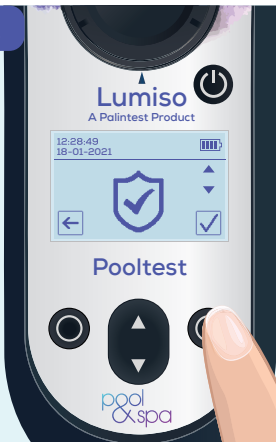 Lumiso
A Palintest Product
12:28:49
18-01-2021
Pooltest
pool
&spa